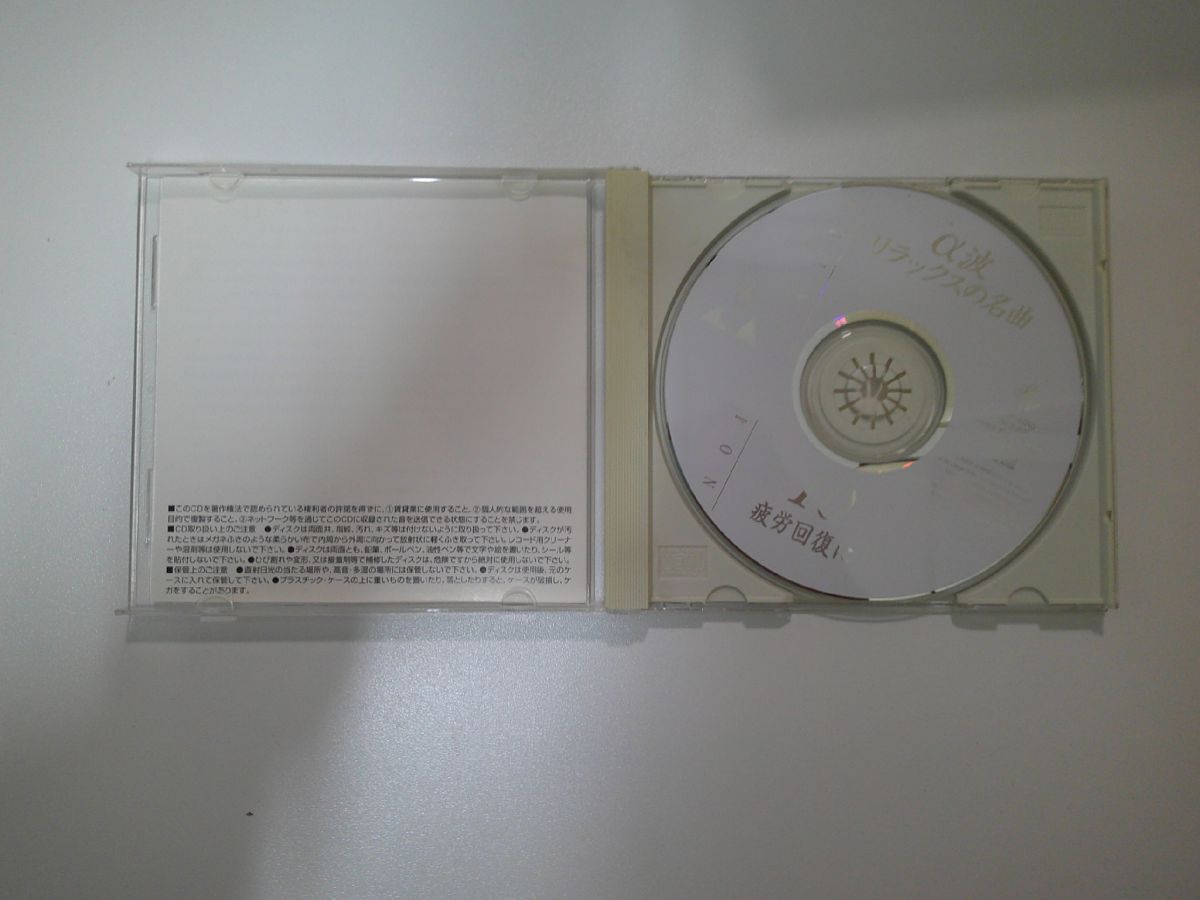 ■このCDを著作権法で認められている権利者の許諾を得ずに、①賃貸業に使用すること、②個人的な範囲を超える使用
目的で複製すること、③ネットワーク等を通じてこのCDに収録された音を送信できる状態にすることを禁じます。
■CD取り扱い上のご注意 ●ディスクは両面共、指紋、汚れ、キズ等は付けないように取り扱って下さい。●ディスクが汚
れたときはメガネふきのような柔らかい布で内周から外周に向かって放射状に軽くふき取って下さい。レコード用クリーナ
ーや溶剤等は使用しないで下さい。●ディスクは両面とも、鉛筆、ボールペン、油性ペン等で文字や絵を書いたり、シール等
を貼付しないで下さい。●ひび割れや変形、又は接着剤等で補修したディスクは、危険ですから絶対に使用しないで下さい。
■保管上のご注意 ●直射日光の当たる場所や、高温・多湿の場所には保管しないで下さい。●ディスクは使用後、元のケ
ースに入れて保管して下さい。●プラスチック・ケースの上に重いものを置いたり、落としたりすると、ケースが破損し、ケ
ガをすることがあります。
α波
リラックスの名曲
疲労回復に